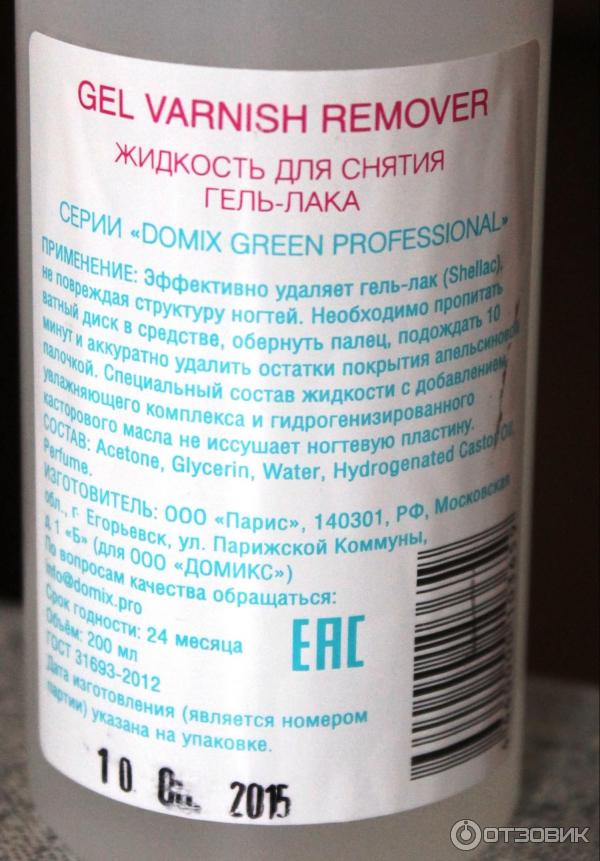 GEL VARNISH REMOVER
ЖИДКОСТЬ ДЛЯ СНЯТИЯ
ГЕЛЬ-ЛАКА
СЕРИИ «DOMIX GREEN PROFESSIONAL»
ПРИМЕНЕНИЕ: Эффективно удаляет гель-лак (Shellac),
не повреждая структуру ногтей. Необходимо пропитать
ватный диск в средстве, обернуть палец, подождать 10
минут и аккуратно удалить остатки покрытия апельсиновой
палочкой. Специальный состав жидкости с добавлением
увлажняющего комплекса и гидрогенизированного
касторового масла не иссушает ногтевую пластину.
СОСТАВ: Acetone, Glycerin, Water, Hydrogenated Castor Oil,
Perfume.
ИЗГОТОВИТЕЛЬ: ООО «Парис», 140301, РФ, Московская
обл., г. Егорьевск, ул. Парижской Коммуны,
д.1 «Б» (для ООО «ДОМИКС»)
По вопросам качества обращаться:
info@domix.pro
Срок годности: 24 месяца
Объём: 200 мл
ГОСТ 31693-2012
Дата изготовления (является номером
партии) указана на упаковке.
EAC
10 2015
ОТЗОВИК